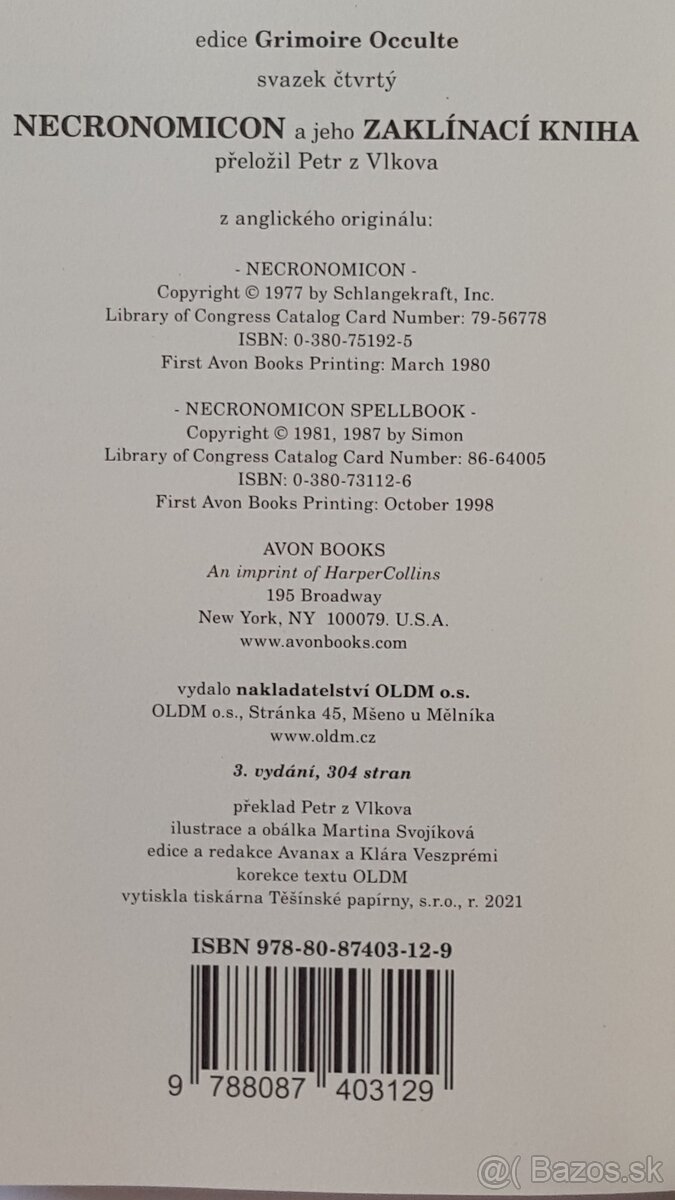 edice Grimoire Occulte
svazek čtvrtý
NECRONOMICON a jeho ZAKLÍNACÍ KNIHA
přeložil Petr z Vlkova
z anglického originálu:
- NECRONOMICON -
Copyright © 1977 by Schlangekraft, Inc.
Library of Congress Catalog Card Number: 79-56778
ISBN: 0-380-75192-5
First Avon Books Printing: March 1980
- NECRONOMICON SPELLBOOK -
Copyright © 1981, 1987 by Simon
Library of Congress Catalog Card Number: 86-64005
ISBN: 0-380-73112-6
First Avon Books Printing: October 1998
AVON BOOKS
An imprint of HarperCollins
195 Broadway
New York, NY 100079. U.S.A.
www.avonbooks.com
vydalo nakladatelství OLDM o.s.
OLDM o.s., Stránka 45, Mšeno u Mělníka
www.oldm.cz
3. vydání, 304 stran
překlad Petr z Vlkova
ilustrace a obálka Martina Svojíková
edice a redakce Avanax a Klára Veszprémi
korekce textu OLDM
vytiskla tiskárna Těšínské papírny, s.r.o., r. 2021
ISBN 978-80-87403-12-9
9 788087 403129
@( Bazos.sk